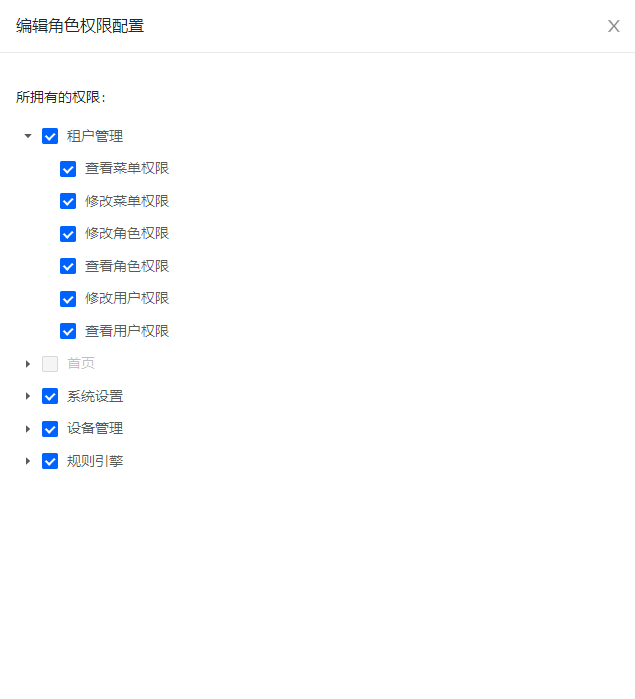 编辑角色权限配置
所拥有的权限：
租户管理
查看菜单权限
修改菜单权限
修改角色权限
查看角色权限
修改用户权限
查看用户权限
首页
系统设置
设备管理
规则引擎